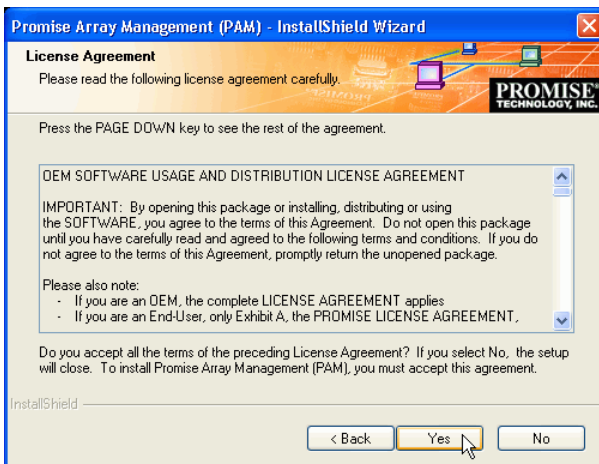 Promise Array Management (PAM) - InstallShield Wizard
License Agreement
Please read the following license agreement carefully.
PROMISE®
TECHNOLOGY, INC.
Press the PAGE DOWN key to see the rest of the agreement.
OEM SOFTWARE USAGE AND DISTRIBUTION LICENSE AGREEMENT
IMPORTANT: By opening this package or installing, distributing or using
the SOFTWARE, you agree to the terms of this Agreement. Do not open this package
until you have carefully read and agreed to the following terms and conditions. If you do
not agree to the terms of this Agreement, promptly return the unopened package.
Please also note:
- If you are an OEM, the complete LICENSE AGREEMENT applies
- If you are an End-User, only Exhibit A, the PROMISE LICENSE AGREEMENT,
Do you accept all the terms of the preceding License Agreement? If you select No, the setup
will close. To install Promise Array Management (PAM), you must accept this agreement.
InstallShield
< Back
Yes
No